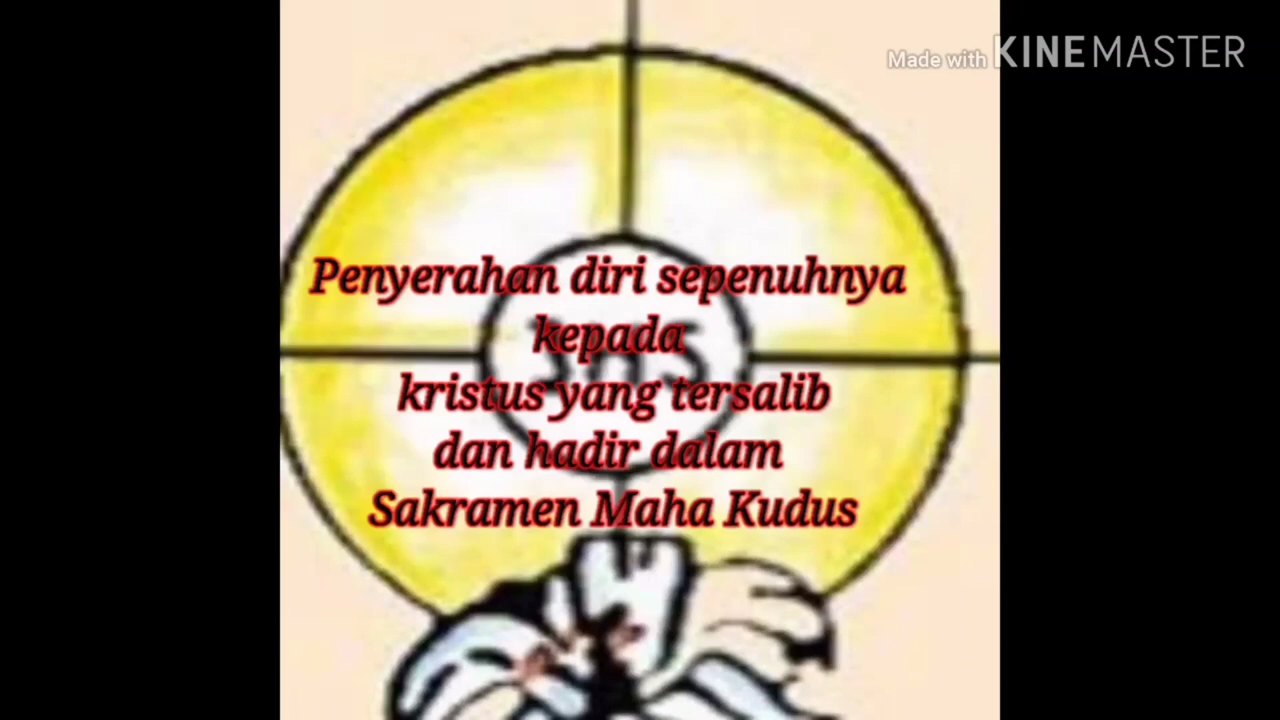 Made with KINEMASTER
Penyerahan diri sepenuhnya
kepada
kristus yang tersalib
dan hadir dalam
Sakramen Maha Kudus